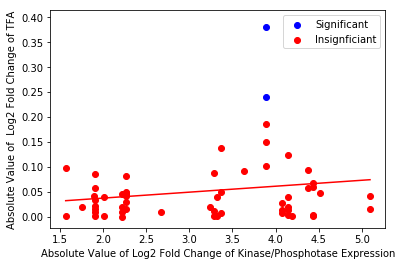 Absolute Value of  Log2 Fold Change of TFA
0.40
0.35
0.30
0.25
0.20
0.15
0.10
0.05
0.00
Significant
Insignficiant
1.5 2.0 2.5 3.0 3.5 4.0 4.5 5.0
Absolute Value of Log2 Fold Change of Kinase/Phosphotase Expression